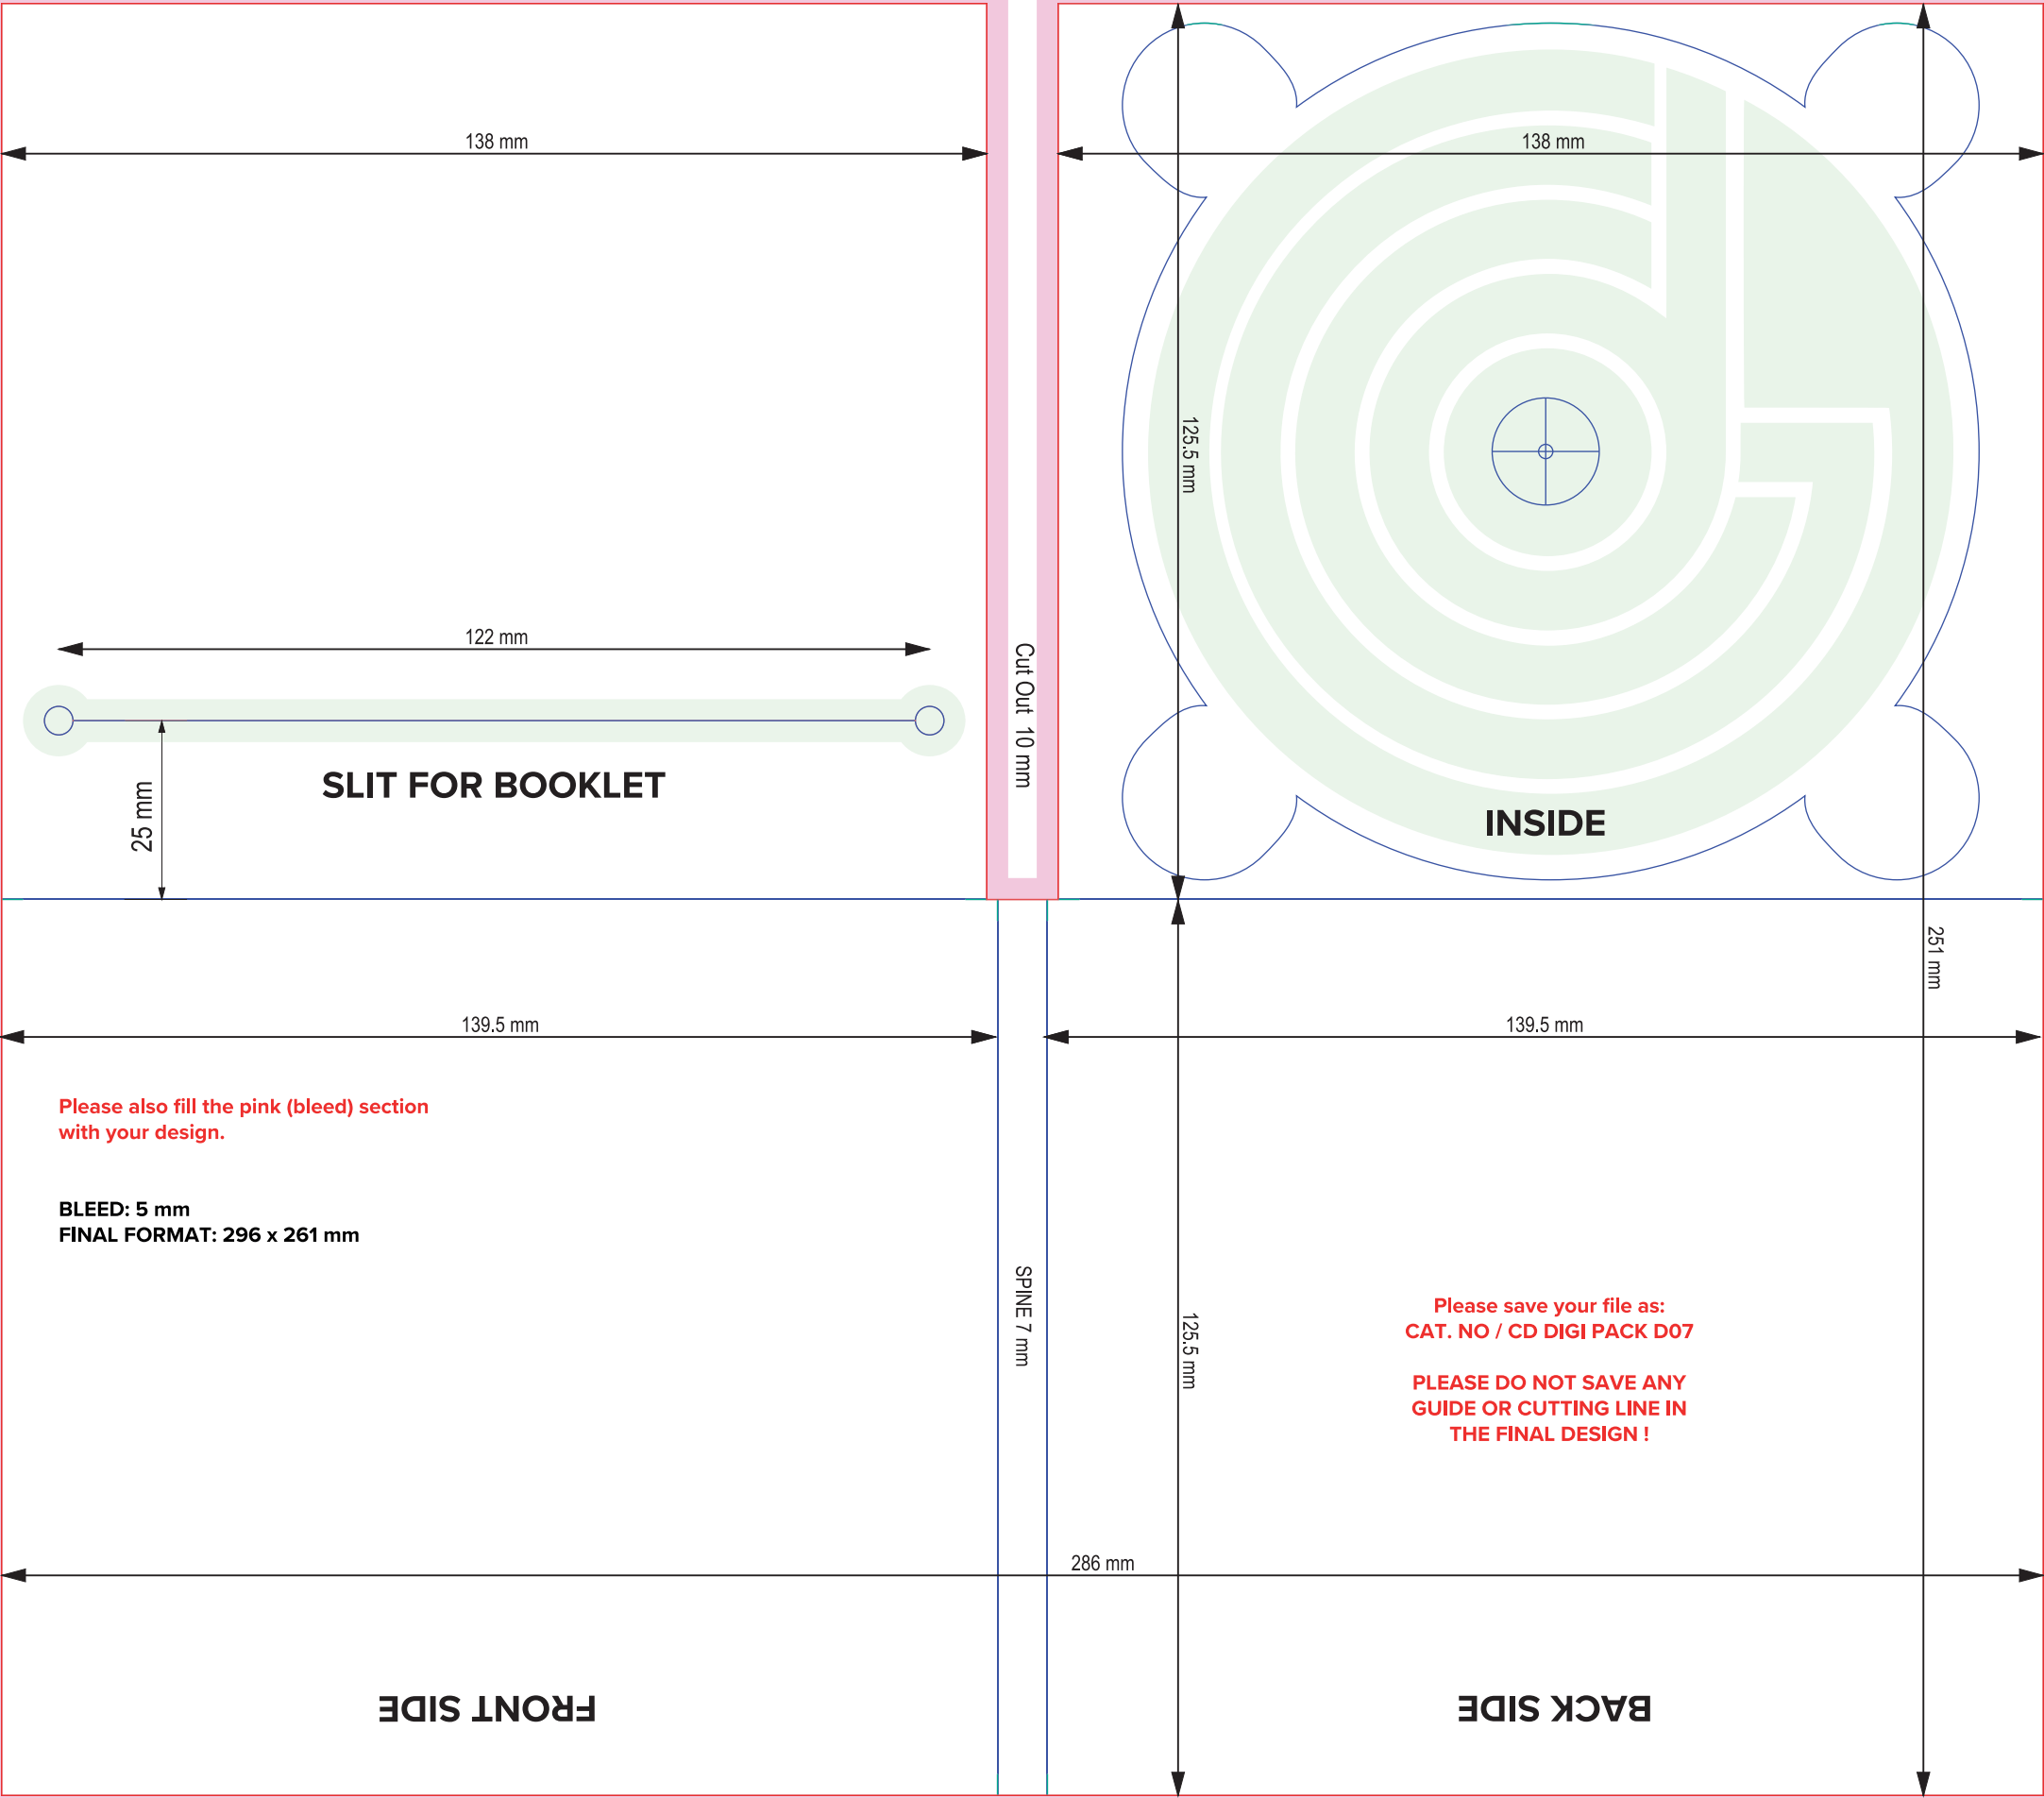 138 mm
138 mm
125.5 mm
122 mm
Cut Out 10 mm
25 mm
SLIT FOR BOOKLET
INSIDE
251 mm
139.5 mm
139.5 mm
Please also fill the pink (bleed) section
with your design.
BLEED: 5 mm
FINAL FORMAT: 296 x 261 mm
SPINE 7 mm
125.5 mm
Please save your file as:
CAT. NO / CD DIGI PACK D07
PLEASE DO NOT SAVE ANY
GUIDE OR CUTTING LINE IN
THE FINAL DESIGN !
286 mm
FRONT SIDE
BACK SIDE